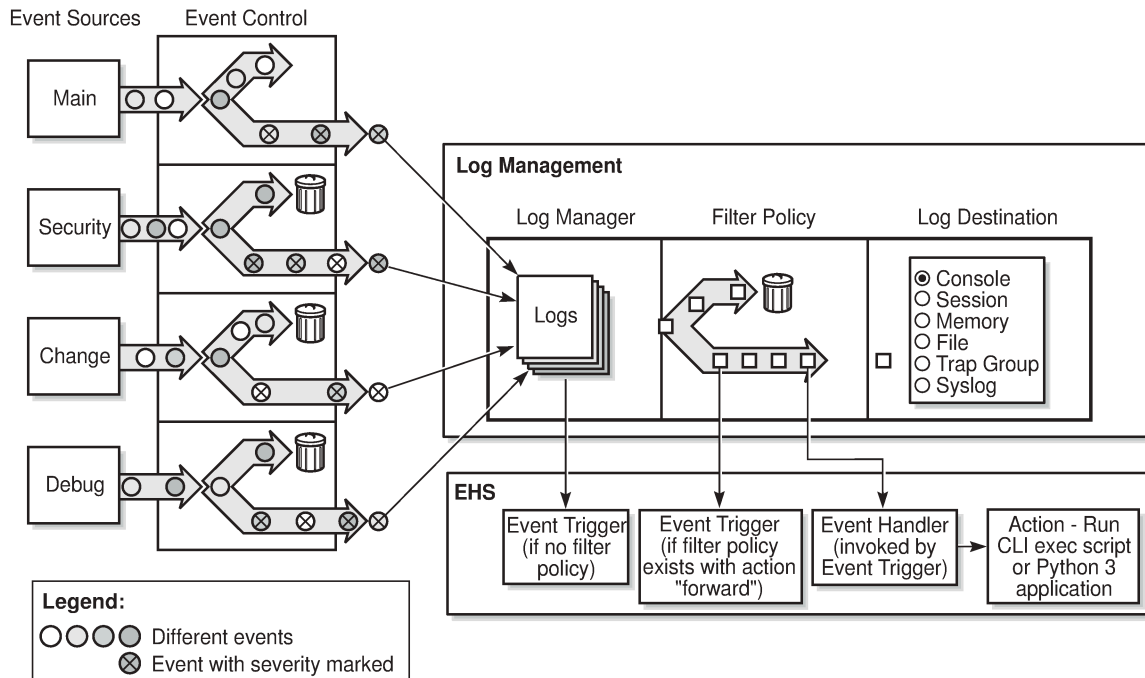 Event Sources
Event Control
Main
Security
Change
Debug
Log Management
Log Manager
Filter Policy
Log Destination
Logs
Console
Session
Memory
File
Trap Group
Syslog
EHS
Event Trigger
(if no filter
policy)
Event Trigger
(if filter policy
exists with action
"forward")
Event Handler
(invoked by
Event Trigger)
Action - Run
CLI exec script
or Python 3
application
Legend:
Different events
Event with severity marked